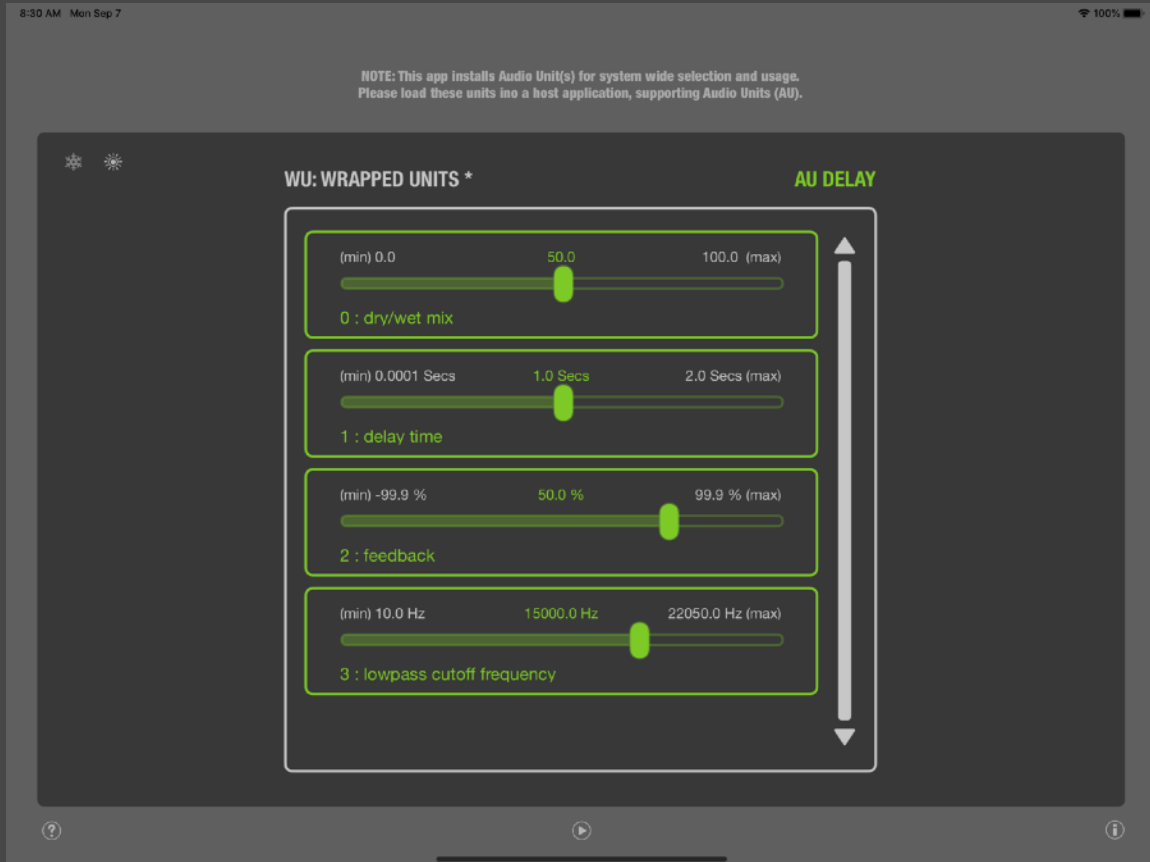 8:30 AM Mon Sep 7 100%
NOTE: This app installs Audio Unit(s) for system wide selection and usage.
Please load these units ino a host application, supporting Audio Units (AU).
WU: WRAPPED UNITS * AU DELAY
(min) 0.0 50.0 100.0 (max)
0 : dry/wet mix
(min) 0.0001 Secs 1.0 Secs 2.0 Secs (max)
1 : delay time
(min) -99.9 % 50.0 % 99.9 % (max)
2 : feedback
(min) 10.0 Hz 15000.0 Hz 22050.0 Hz (max)
3 : lowpass cutoff frequency